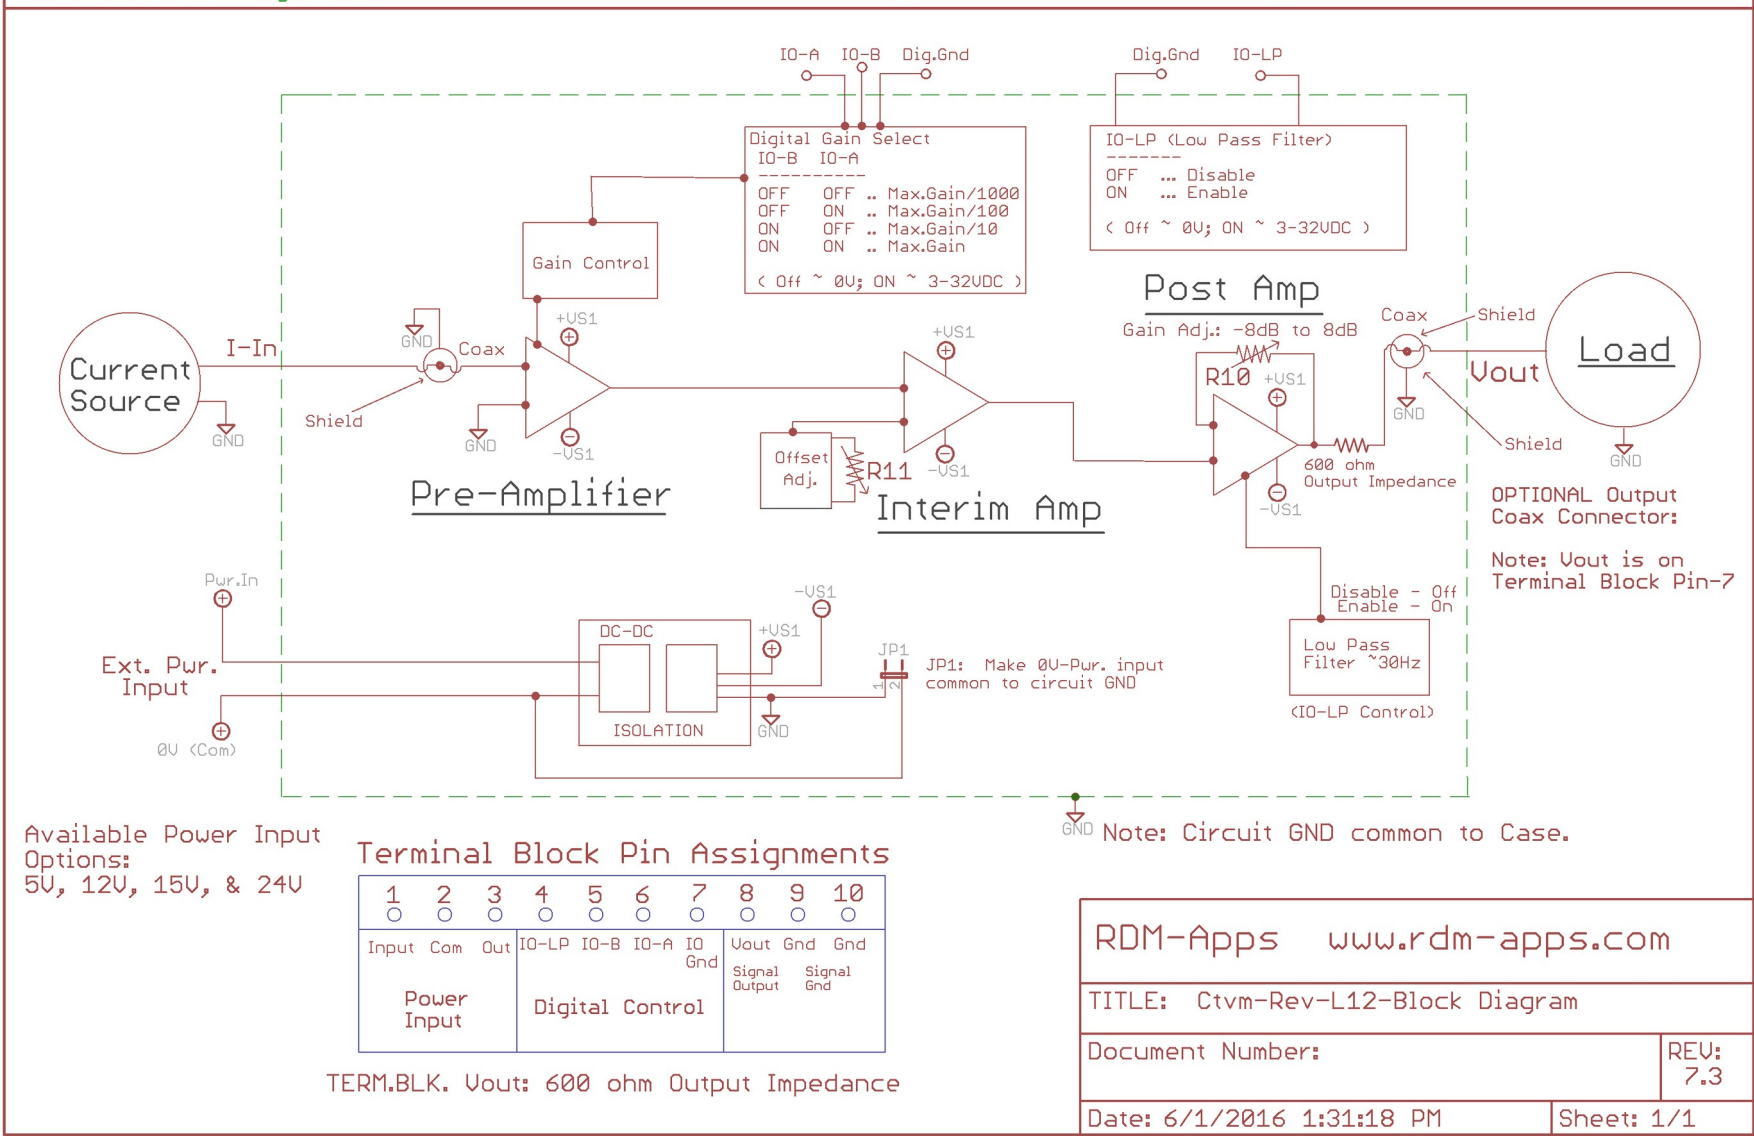 IO-A IO-B Dig.Gnd
Dig.Gnd IO-LP
Digital Gain Select
IO-B IO-A
----------
OFF OFF .. Max.Gain/1000
OFF ON .. Max.Gain/100
ON OFF .. Max.Gain/10
ON ON .. Max.Gain
( Off ~ 0V; ON ~ 3-32VDC )
IO-LP (Low Pass Filter)
-------
OFF ... Disable
ON ... Enable
( Off ~ 0V; ON ~ 3-32VDC )
Gain Control
Post Amp
Gain Adj.: -8dB to 8dB
Current
Source
I-In
GND
GND
Coax
Shield
+VS1
GND
-VS1
Pre-Amplifier
+VS1
-VS1
Offset
Adj.
R11
Interim Amp
R10
+VS1
-VS1
600 ohm
Output Impedance
Coax
Shield
Vout
GND
Shield
Load
GND
OPTIONAL Output
Coax Connector:
Note: Vout is on
Terminal Block Pin-7
Disable - Off
Enable - On
Low Pass
Filter ~30Hz
(IO-LP Control)
Pwr.In
Ext. Pwr.
Input
0V (Com)
DC-DC
ISOLATION
-VS1
+VS1
GND
JP1
1 2
JP1: Make 0V-Pwr. input
common to circuit GND
GND
Note: Circuit GND common to Case.
Available Power Input
Options:
5V, 12V, 15V, & 24V
Terminal Block Pin Assignments
1 2 3 4 5 6 7 8 9 10
Input Com Out IO-LP IO-B IO-A IO Vout Gnd Gnd
Gnd
Signal Signal
Output Gnd
Power
Input
Digital Control
TERM.BLK. Vout: 600 ohm Output Impedance
RDM-Apps www.rdm-apps.com
TITLE: Ctvm-Rev-L12-Block Diagram
Document Number:
REV:
7.3
Date: 6/1/2016 1:31:18 PM
Sheet: 1/1